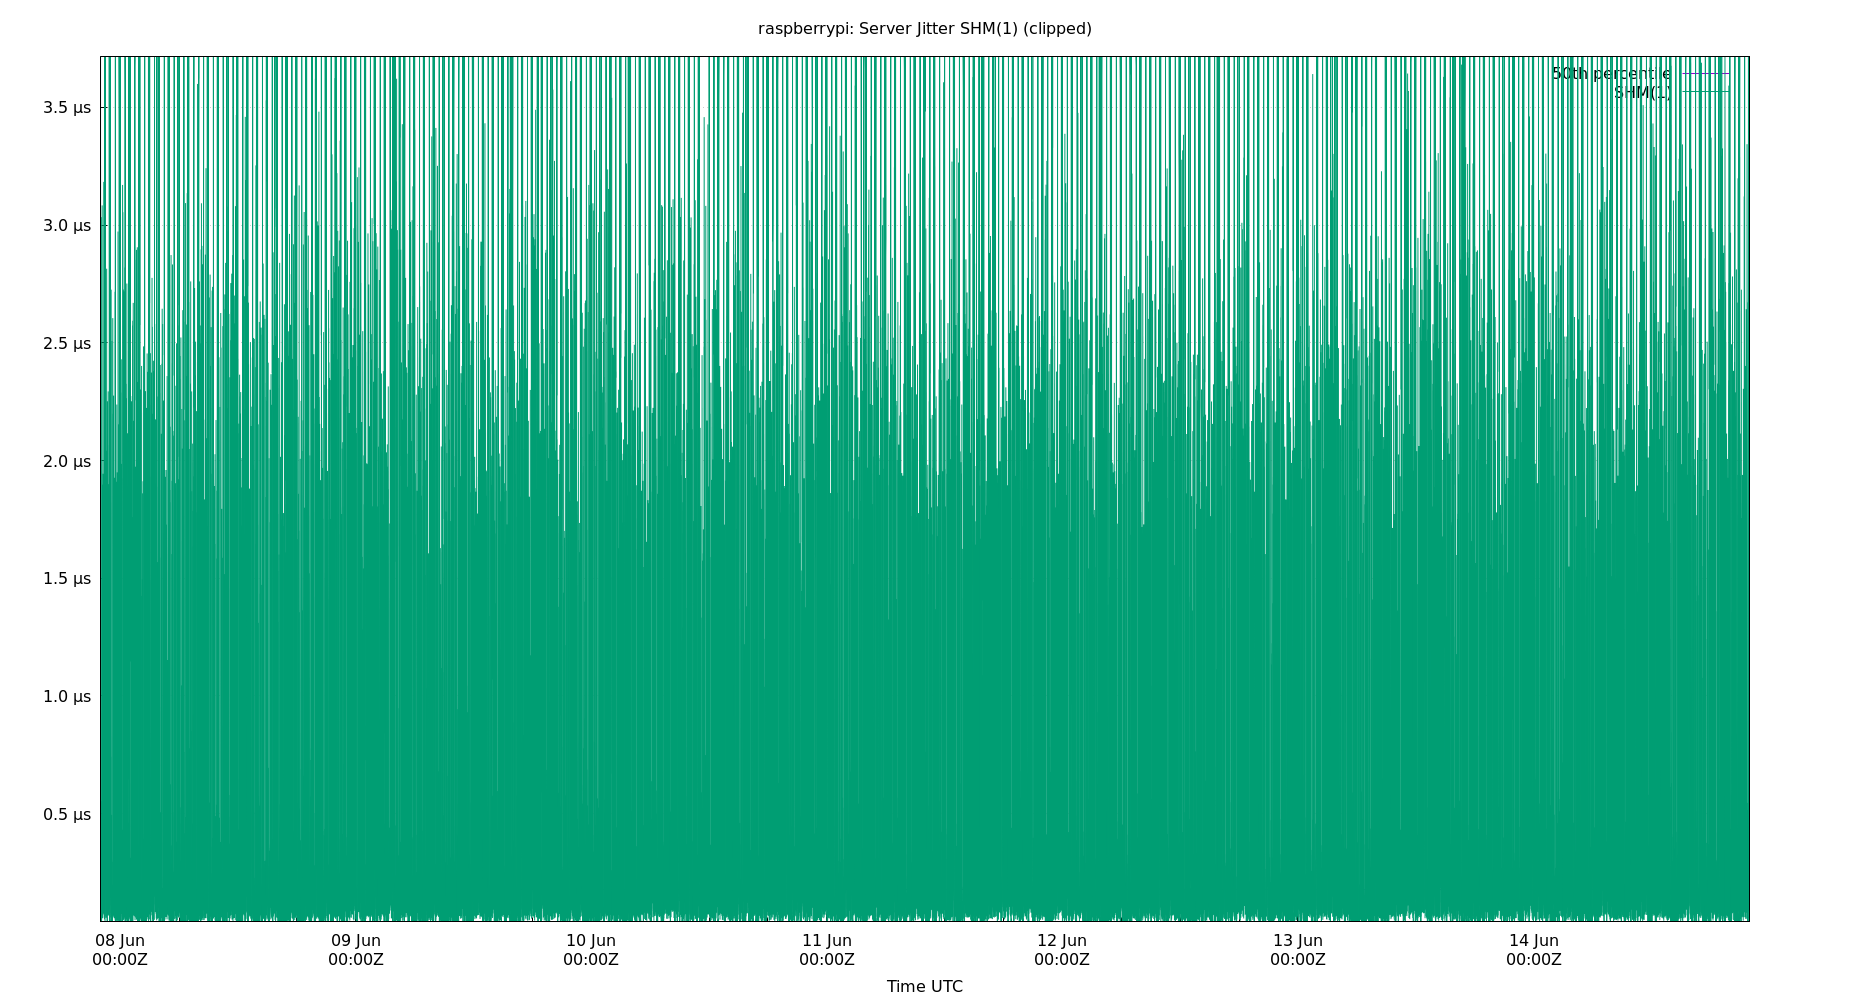 raspberrypi: Server Jitter SHM(1) (clipped)
50th percentile
SHM(1)
3.5 µs
3.0 µs
2.5 µs
2.0 µs
1.5 µs
1.0 µs
0.5 µs
08 Jun 09 Jun 10 Jun 11 Jun 12 Jun 13 Jun 14 Jun
00:00Z 00:00Z 00:00Z 00:00Z 00:00Z 00:00Z 00:00Z
Time UTC